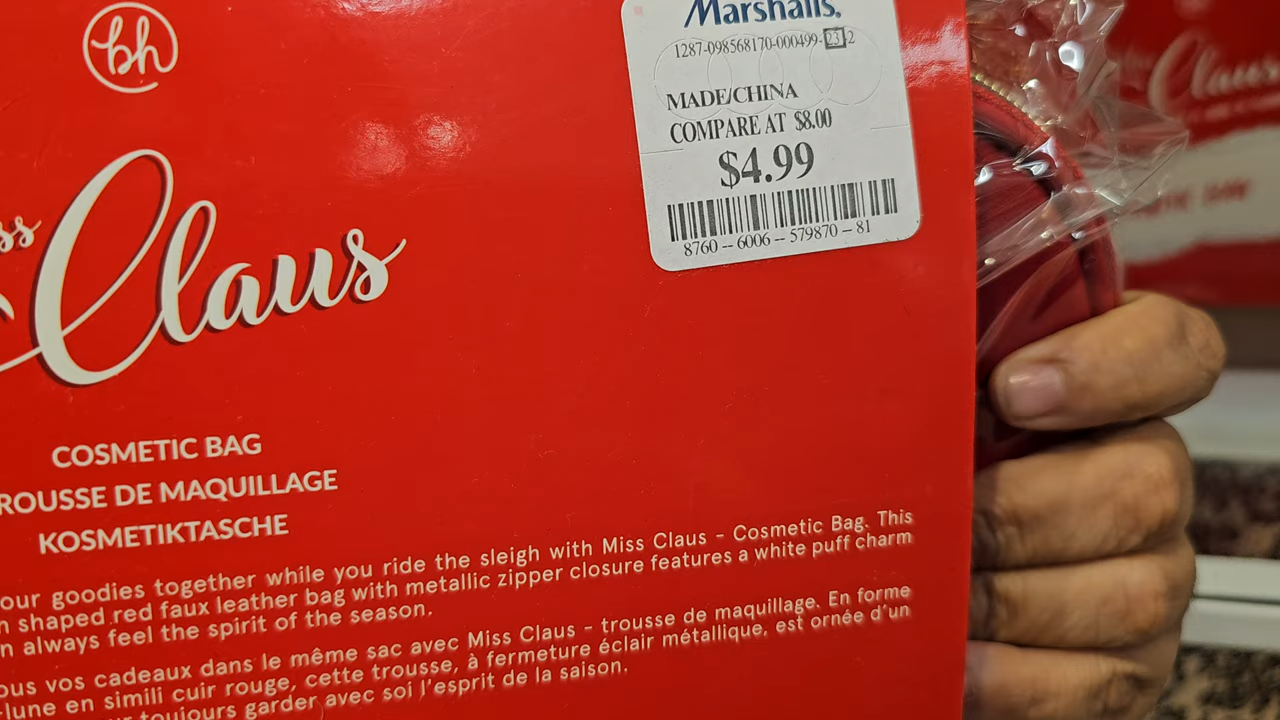 bh
Marshalls.
1287-098568170-000499-23-2
MADE/CHINA
COMPARE AT $8.00
$4.99
8760 -- 6006 -- 579870 -- 81
ss
Claus
COSMETIC BAG
ROUSSE DE MAQUILLAGE
KOSMETIKTASCHE
our goodies together while you ride the sleigh with Miss Claus - Cosmetic Bag. This
n shaped red faux leather bag with metallic zipper closure features a white puff charm
n always feel the spirit of the season.
ous vos cadeaux dans le même sac avec Miss Claus - trousse de maquillage. En forme
-lune en simili cuir rouge, cette trousse, à fermeture éclair métallique, est ornée d'un
toujours garder avec soi l'esprit de la saison.
Claus